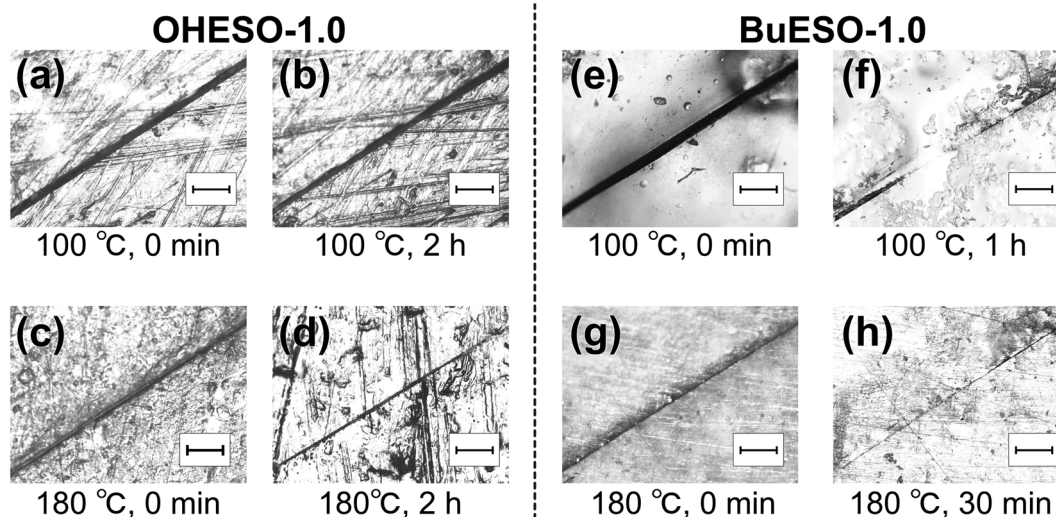 OHESO-1.0
BuESO-1.0
(a)
(b)
(e)
(f)
100 ℃, 0 min
100 ℃, 2 h
100 ℃, 0 min
100 ℃, 1 h
(c)
(d)
(g)
(h)
180 ℃, 0 min
180℃, 2 h
180 ℃, 0 min
180 ℃, 30 min